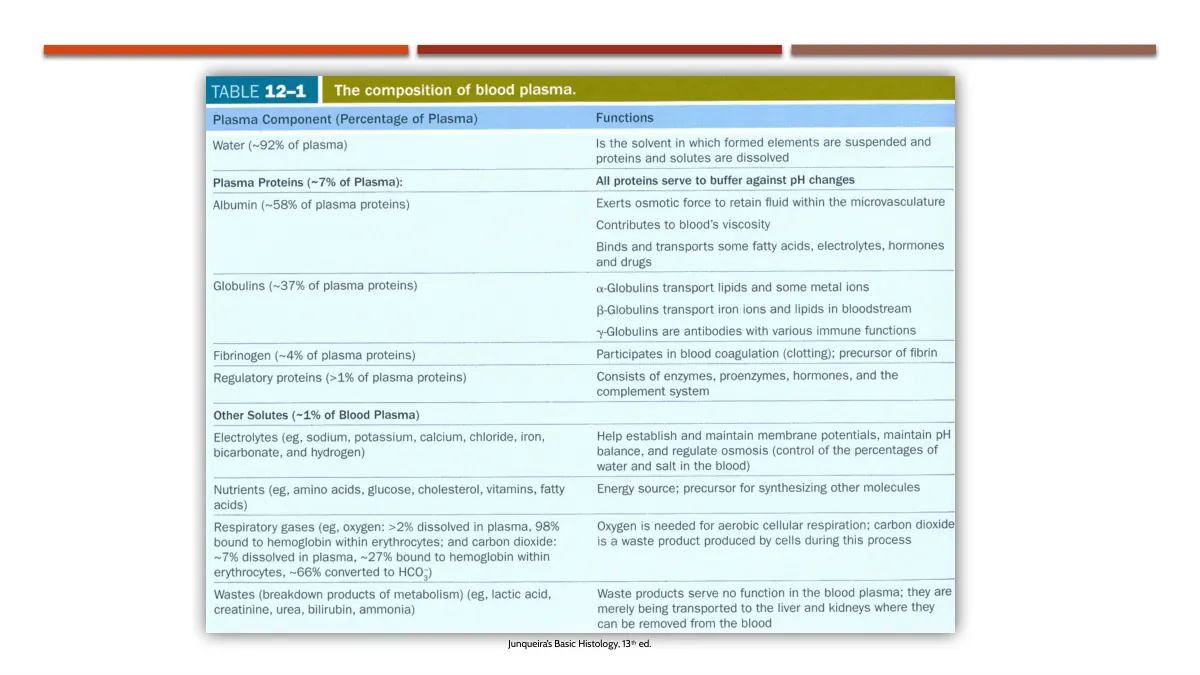 TABLE 12–1 The composition of blood plasma.
Plasma Component (Percentage of Plasma) Functions
Water (~92% of plasma) Is the solvent in which formed elements are suspended and
proteins and solutes are dissolved
Plasma Proteins (~7% of Plasma): All proteins serve to buffer against pH changes
Albumin (~58% of plasma proteins) Exerts osmotic force to retain fluid within the microvasculature
Contributes to blood's viscosity
Binds and transports some fatty acids, electrolytes, hormones
and drugs
Globulins (~37% of plasma proteins) α-Globulins transport lipids and some metal ions
β-Globulins transport iron ions and lipids in bloodstream
γ-Globulins are antibodies with various immune functions
Fibrinogen (~4% of plasma proteins) Participates in blood coagulation (clotting); precursor of fibrin
Regulatory proteins (>1% of plasma proteins) Consists of enzymes, proenzymes, hormones, and the
complement system
Other Solutes (~1% of Blood Plasma)
Electrolytes (eg, sodium, potassium, calcium, chloride, iron, Help establish and maintain membrane potentials, maintain pH
bicarbonate, and hydrogen) balance, and regulate osmosis (control of the percentages of
water and salt in the blood)
Nutrients (eg, amino acids, glucose, cholesterol, vitamins, fatty Energy source; precursor for synthesizing other molecules
acids)
Respiratory gases (eg, oxygen: >2% dissolved in plasma, 98% Oxygen is needed for aerobic cellular respiration; carbon dioxide
bound to hemoglobin within erythrocytes; and carbon dioxide: is a waste product produced by cells during this process
~7% dissolved in plasma, ~27% bound to hemoglobin within
erythrocytes, ~66% converted to HCO₃⁻)
Wastes (breakdown products of metabolism) (eg, lactic acid, Waste products serve no function in the blood plasma; they are
creatinine, urea, bilirubin, ammonia) merely being transported to the liver and kidneys where they
can be removed from the blood
Junqueira's Basic Histology, 13th ed.